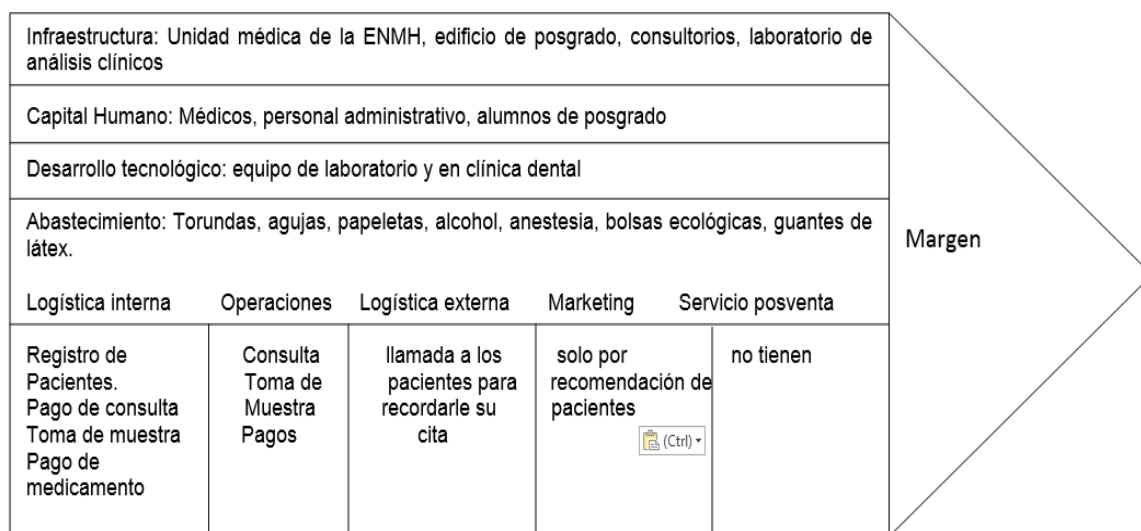 Infraestructura: Unidad médica de la ENMH, edificio de posgrado, consultorios, laboratorio de
análisis clínicos
Capital Humano: Médicos, personal administrativo, alumnos de posgrado
Desarrollo tecnológico: equipo de laboratorio y en clínica dental
Abastecimiento: Torundas, agujas, papeletas, alcohol, anestesia, bolsas ecológicas, guantes de
látex.
Margen
Logística interna
Operaciones
Logística externa
Marketing
Servicio posventa
Registro de
Pacientes.
Pago de consulta
Toma de muestra
Pago de
medicamento
Consulta
Toma de
Muestra
Pagos
llamada a los
pacientes para
recordarle su
cita
solo por
recomendación de
pacientes
(Ctrl)
no tienen